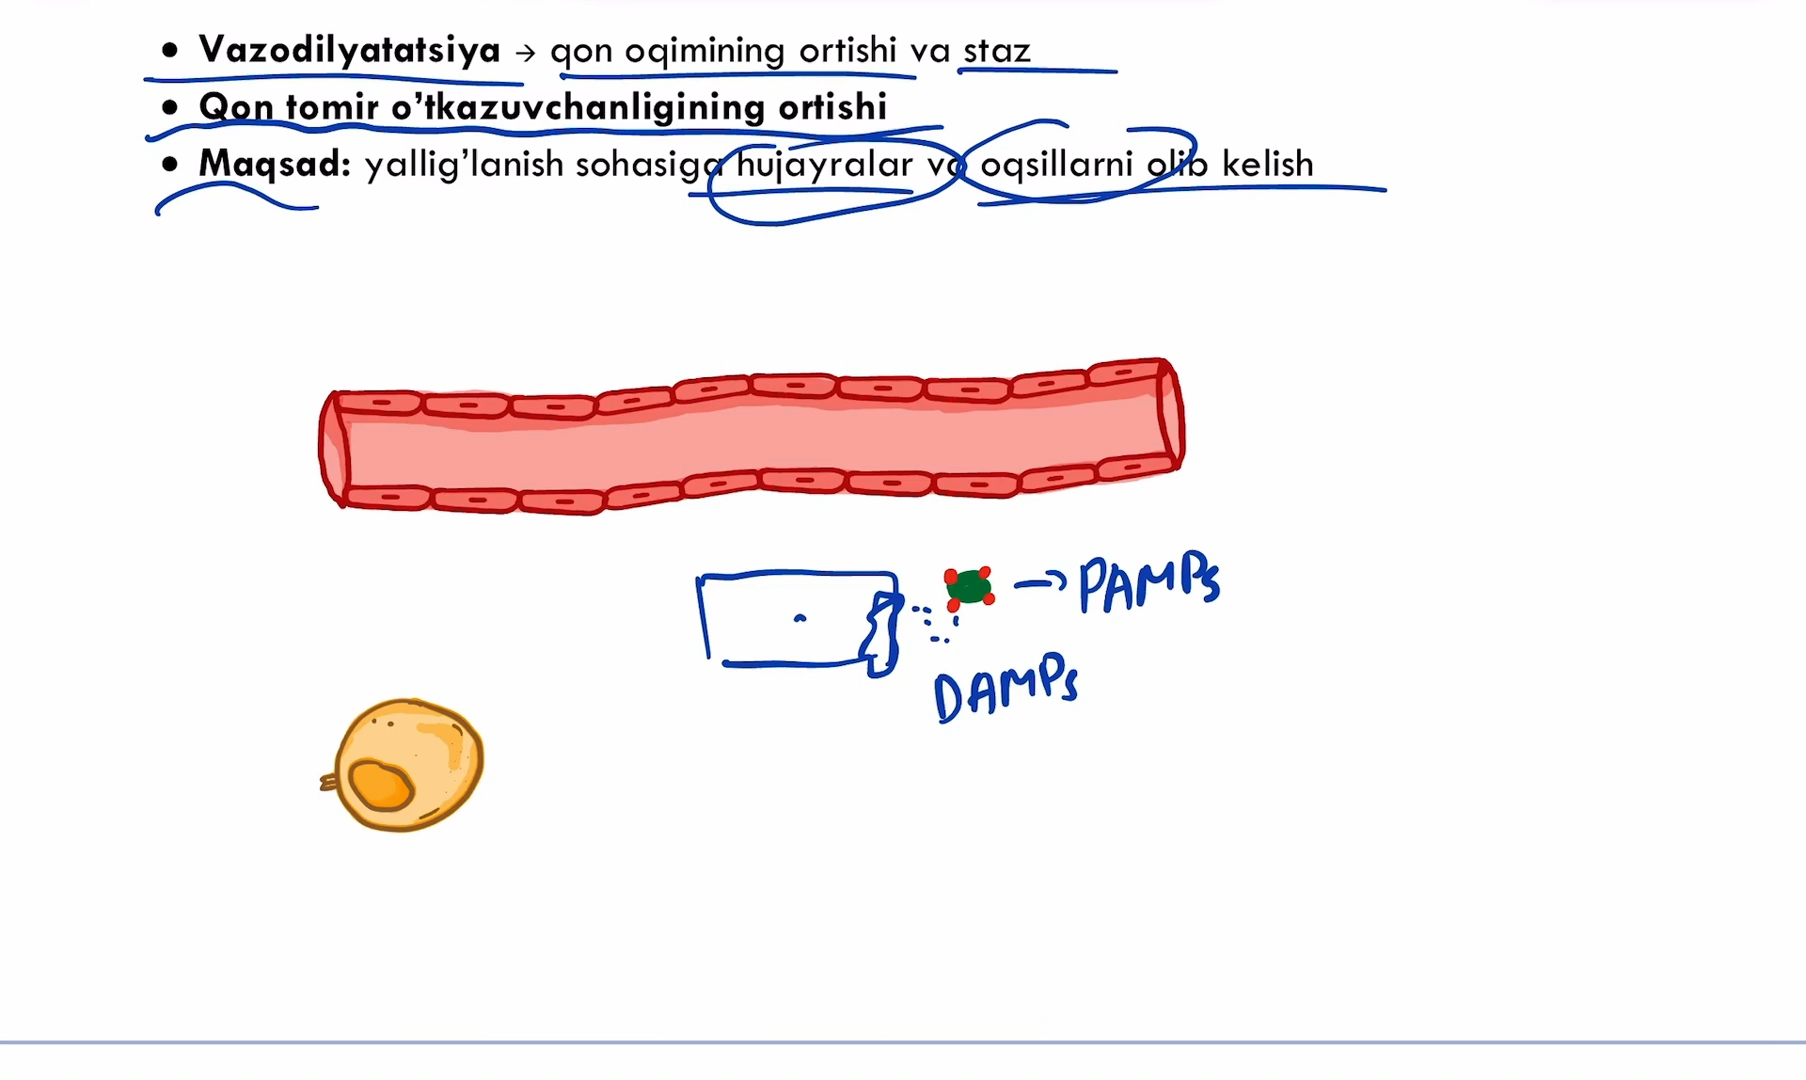 • Vazodilyatatsiya → qon oqimining ortishi va staz
• Qon tomir o’tkazuvchanligining ortishi
• Maqsad: yallig’lanish sohasiga hujayralar va oqsillarni olib kelish
→ PAMPs
DAMPs